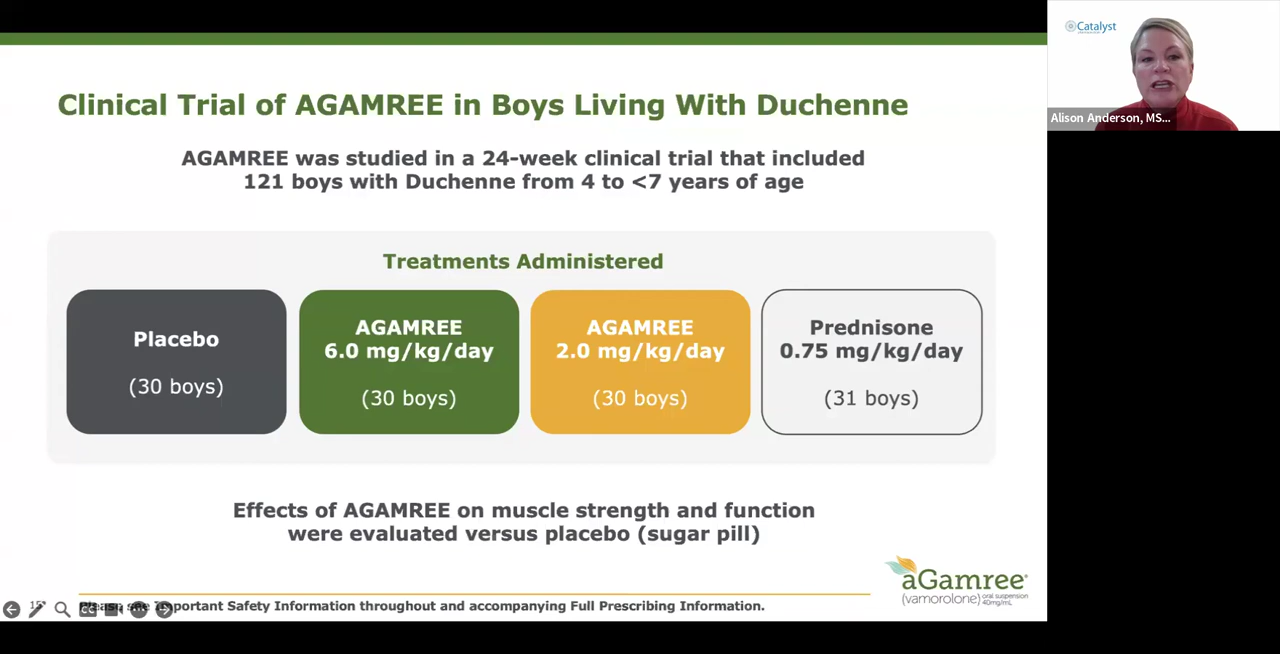 Clinical Trial of AGAMREE in Boys Living With Duchenne
AGAMREE was studied in a 24-week clinical trial that included
121 boys with Duchenne from 4 to <7 years of age
Treatments Administered
Placebo
(30 boys)
AGAMREE
6.0 mg/kg/day
(30 boys)
AGAMREE
2.0 mg/kg/day
(30 boys)
Prednisone
0.75 mg/kg/day
(31 boys)
Effects of AGAMREE on muscle strength and function
were evaluated versus placebo (sugar pill)
aGamree®
(vamorolone) oral suspension
40mg/mL
Please see Important Safety Information throughout and accompanying Full Prescribing Information.
CC
Catalyst
Alison Anderson, MS...